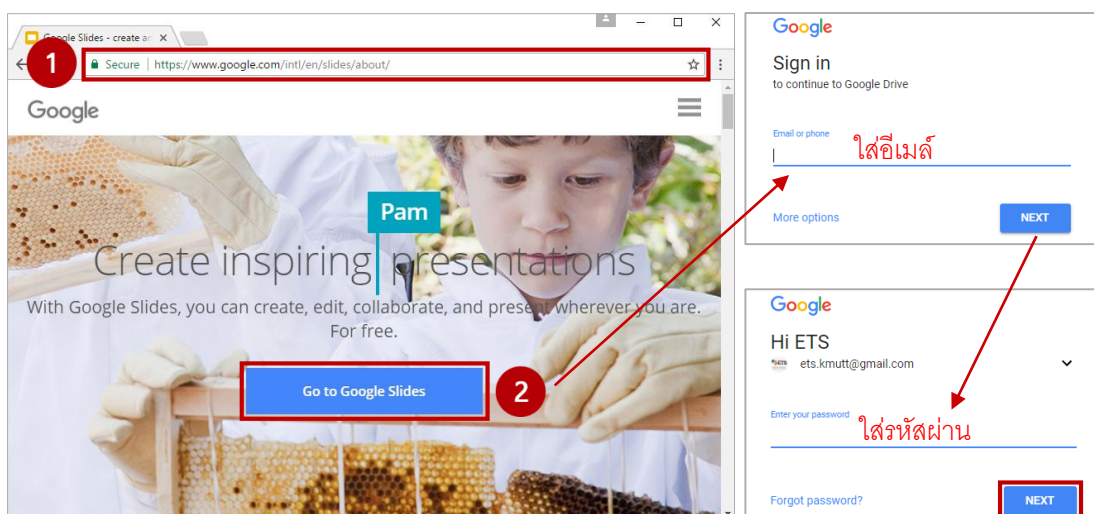 Google Slides - create an
1
Secure | https://www.google.com/intl/en/slides/about/
Google
Pam
Create inspiring presentations
With Google Slides, you can create, edit, collaborate, and present wherever you are.
For free.
Go to Google Slides
2
Google
Sign in
to continue to Google Drive
Email or phone
ใส่อีเมล์
More options
NEXT
Google
Hi ETS
ets.kmutt@gmail.com
Enter your password
ใส่รหัสผ่าน
Forgot password?
NEXT